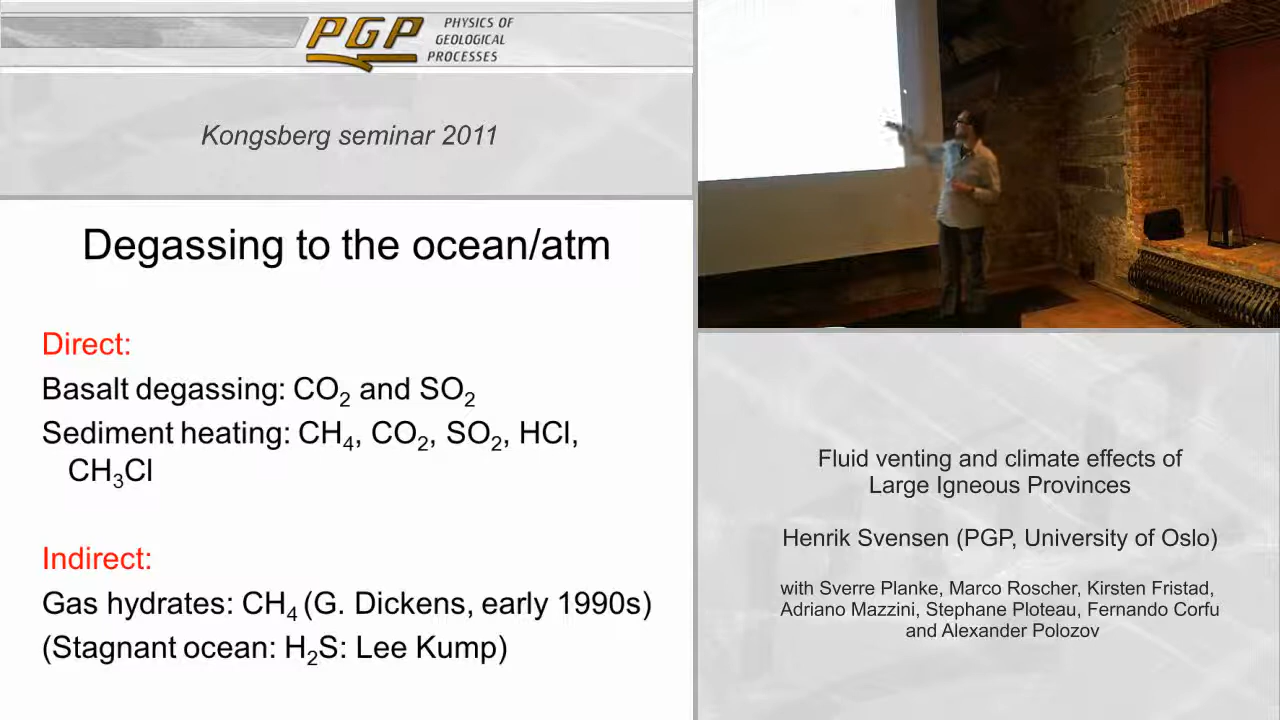 PGP
PHYSICS OF
GEOLOGICAL
PROCESSES
Kongsberg seminar 2011
Degassing to the ocean/atm
Direct:
Basalt degassing: CO₂ and SO₂
Sediment heating: CH₄, CO₂, SO₂, HCl,
CH₃Cl
Indirect:
Gas hydrates: CH₄ (G. Dickens, early 1990s)
(Stagnant ocean: H₂S: Lee Kump)
Fluid venting and climate effects of
Large Igneous Provinces
Henrik Svensen (PGP, University of Oslo)
with Sverre Planke, Marco Roscher, Kirsten Fristad,
Adriano Mazzini, Stephane Ploteau, Fernando Corfu
and Alexander Polozov